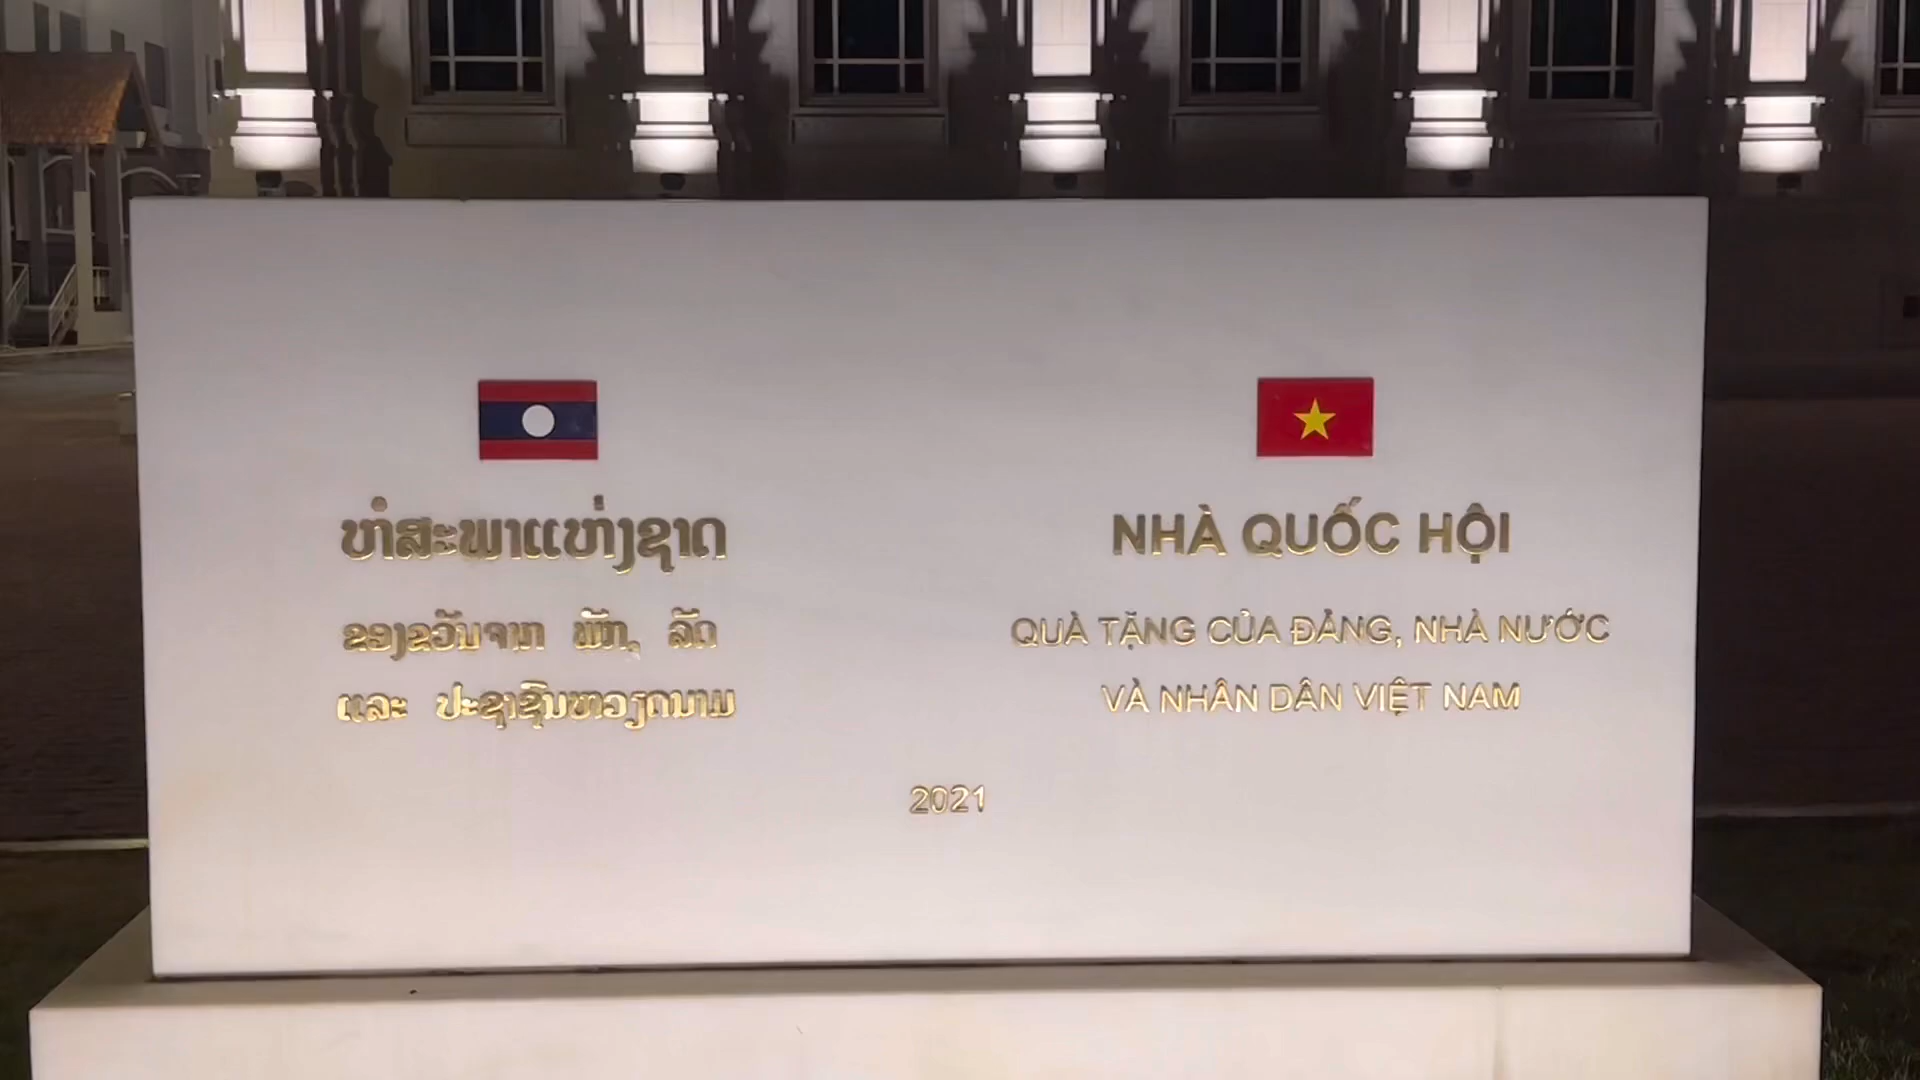 ຫໍສະພາແຫ່ງຊາດ
ຂອງຂວັນຈາກ ພັກ, ລັດ
ແລະ ປະຊາຊົນຫວຽດນາມ
NHÀ QUỐC HỘI
QUÀ TẶNG CỦA ĐẢNG, NHÀ NƯỚC
VÀ NHÂN DÂN VIỆT NAM
2021